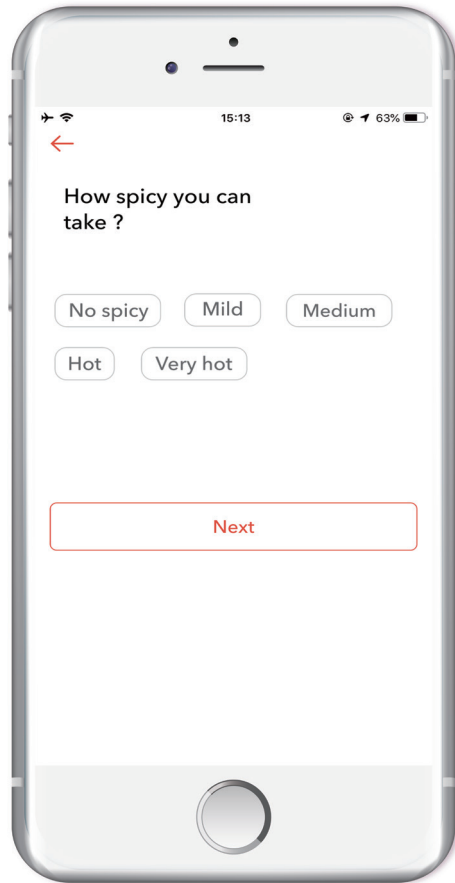 15:13 63%
How spicy you can
take ?
No spicy Mild Medium
Hot Very hot
Next